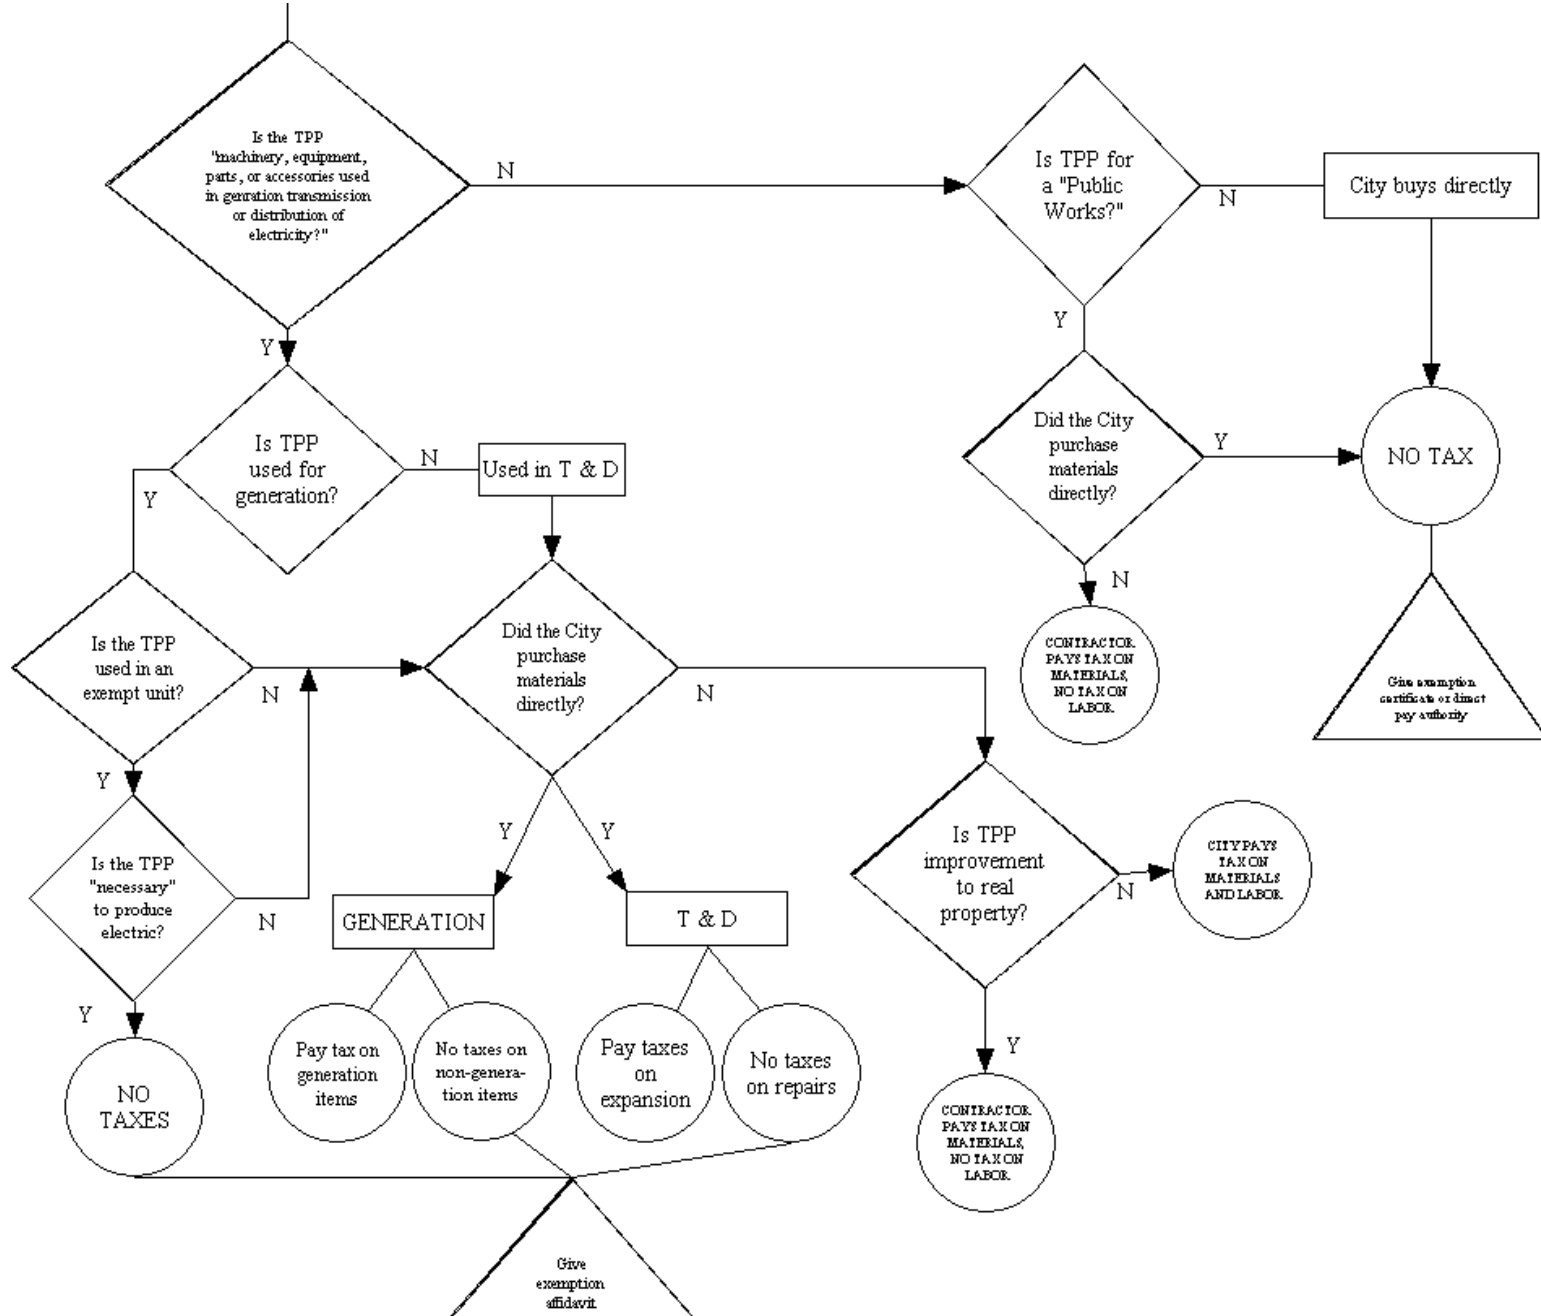 Is the TPP
"machinery, equipment,
parts, or accessories used
in genration transmission
or distribution of
electricity?"
N
Is TPP for
a "Public
Works?"
N
City buys directly
Y
Y
Is TPP
used for
generation?
N
Used in T & D
Y
Did the City
purchase
materials
directly?
Y
NO TAX
N
CONTRACTOR
PAYS TAX ON
MATERIALS,
NO TAX ON
LABOR
Give exemption
certificate or direct
pay authority
Is the TPP
used in an
exempt unit?
N
Did the City
purchase
materials
directly?
N
Y
Is the TPP
"necessary"
to produce
electric?
N
Y
Y
Y
GENERATION
T & D
Is TPP
improvement
to real
property?
N
CITY PAYS
TAX ON
MATERIALS
AND LABOR
Y
NO
TAXES
Pay tax on
generation
items
No taxes on
non-genera-
tion items
Pay taxes
on
expansion
No taxes
on repairs
CONTRACTOR
PAYS TAX ON
MATERIALS,
NO TAX ON
LABOR
Give
exemption
affidavit